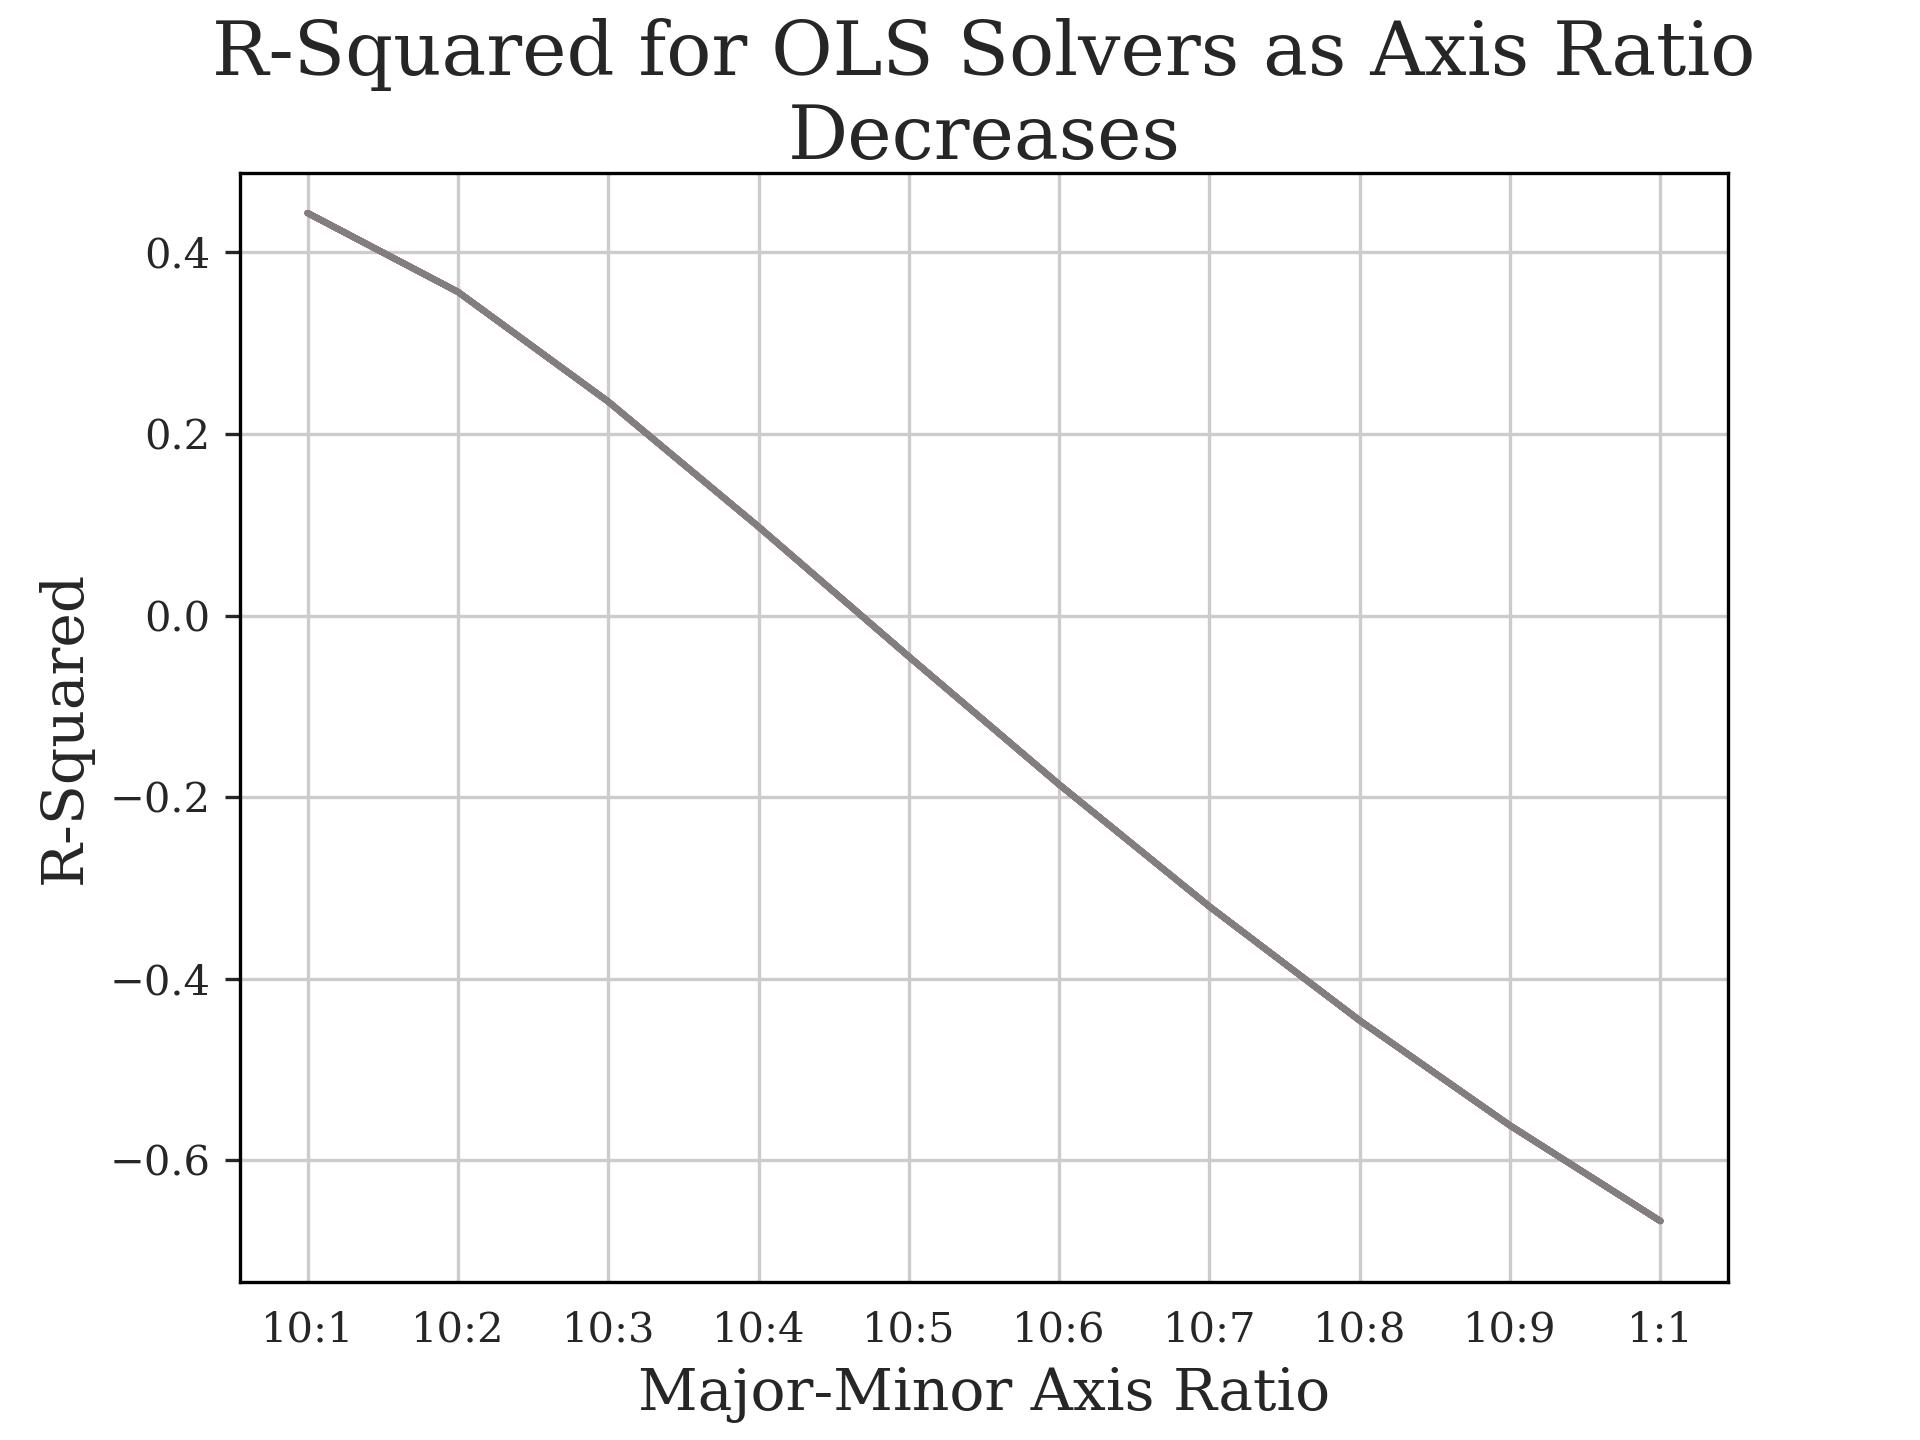 R-Squared for OLS Solvers as Axis Ratio
Decreases
R-Squared
0.4
0.2
0.0
−0.2
−0.4
−0.6
10:1 10:2 10:3 10:4 10:5 10:6 10:7 10:8 10:9 1:1
Major-Minor Axis Ratio